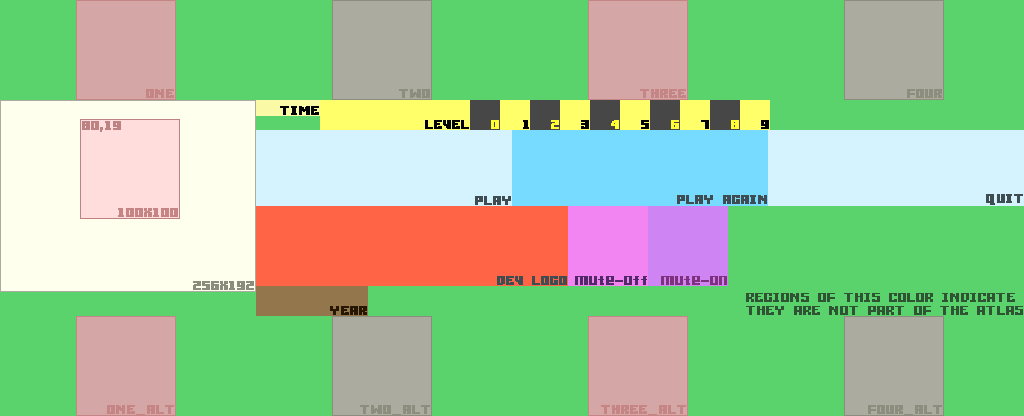 ONE
TWO
THREE
FOUR
TIME
LEVEL 0 1 2 3 4 5 6 7 8 9
80,19
100X100
256X192
PLAY
PLAY AGAIN
QUIT
DEV LOGO
MUTE-OFF
MUTE-ON
YEAR
REGIONS OF THIS COLOR INDICATE
THEY ARE NOT PART OF THE ATLAS
ONE_ALT
TWO_ALT
THREE_ALT
FOUR_ALT